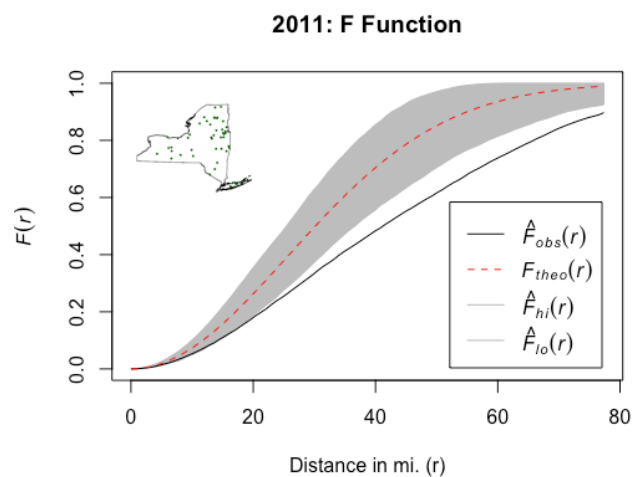 2011: F Function
F(r)
1.0
0.8
0.6
0.4
0.2
0.0
F̂obs(r)
Ftheo(r)
F̂hi(r)
F̂lo(r)
0 20 40 60 80
Distance in mi. (r)